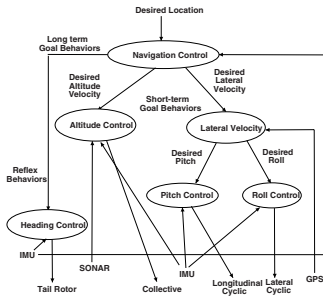 Desired Location
Long term
Goal Behaviors
Navigation Control
Desired
Altitude
Velocity
Desired
Lateral
Velocity
Short-term
Goal Behaviors
Altitude Control
Lateral Velocity
Desired
Pitch
Desired
Roll
Reflex
Behaviors
Pitch Control
Roll Control
Heading Control
IMU
SONAR
IMU
GPS
Tail Rotor
Collective
Longitudinal
Cyclic
Lateral
Cyclic